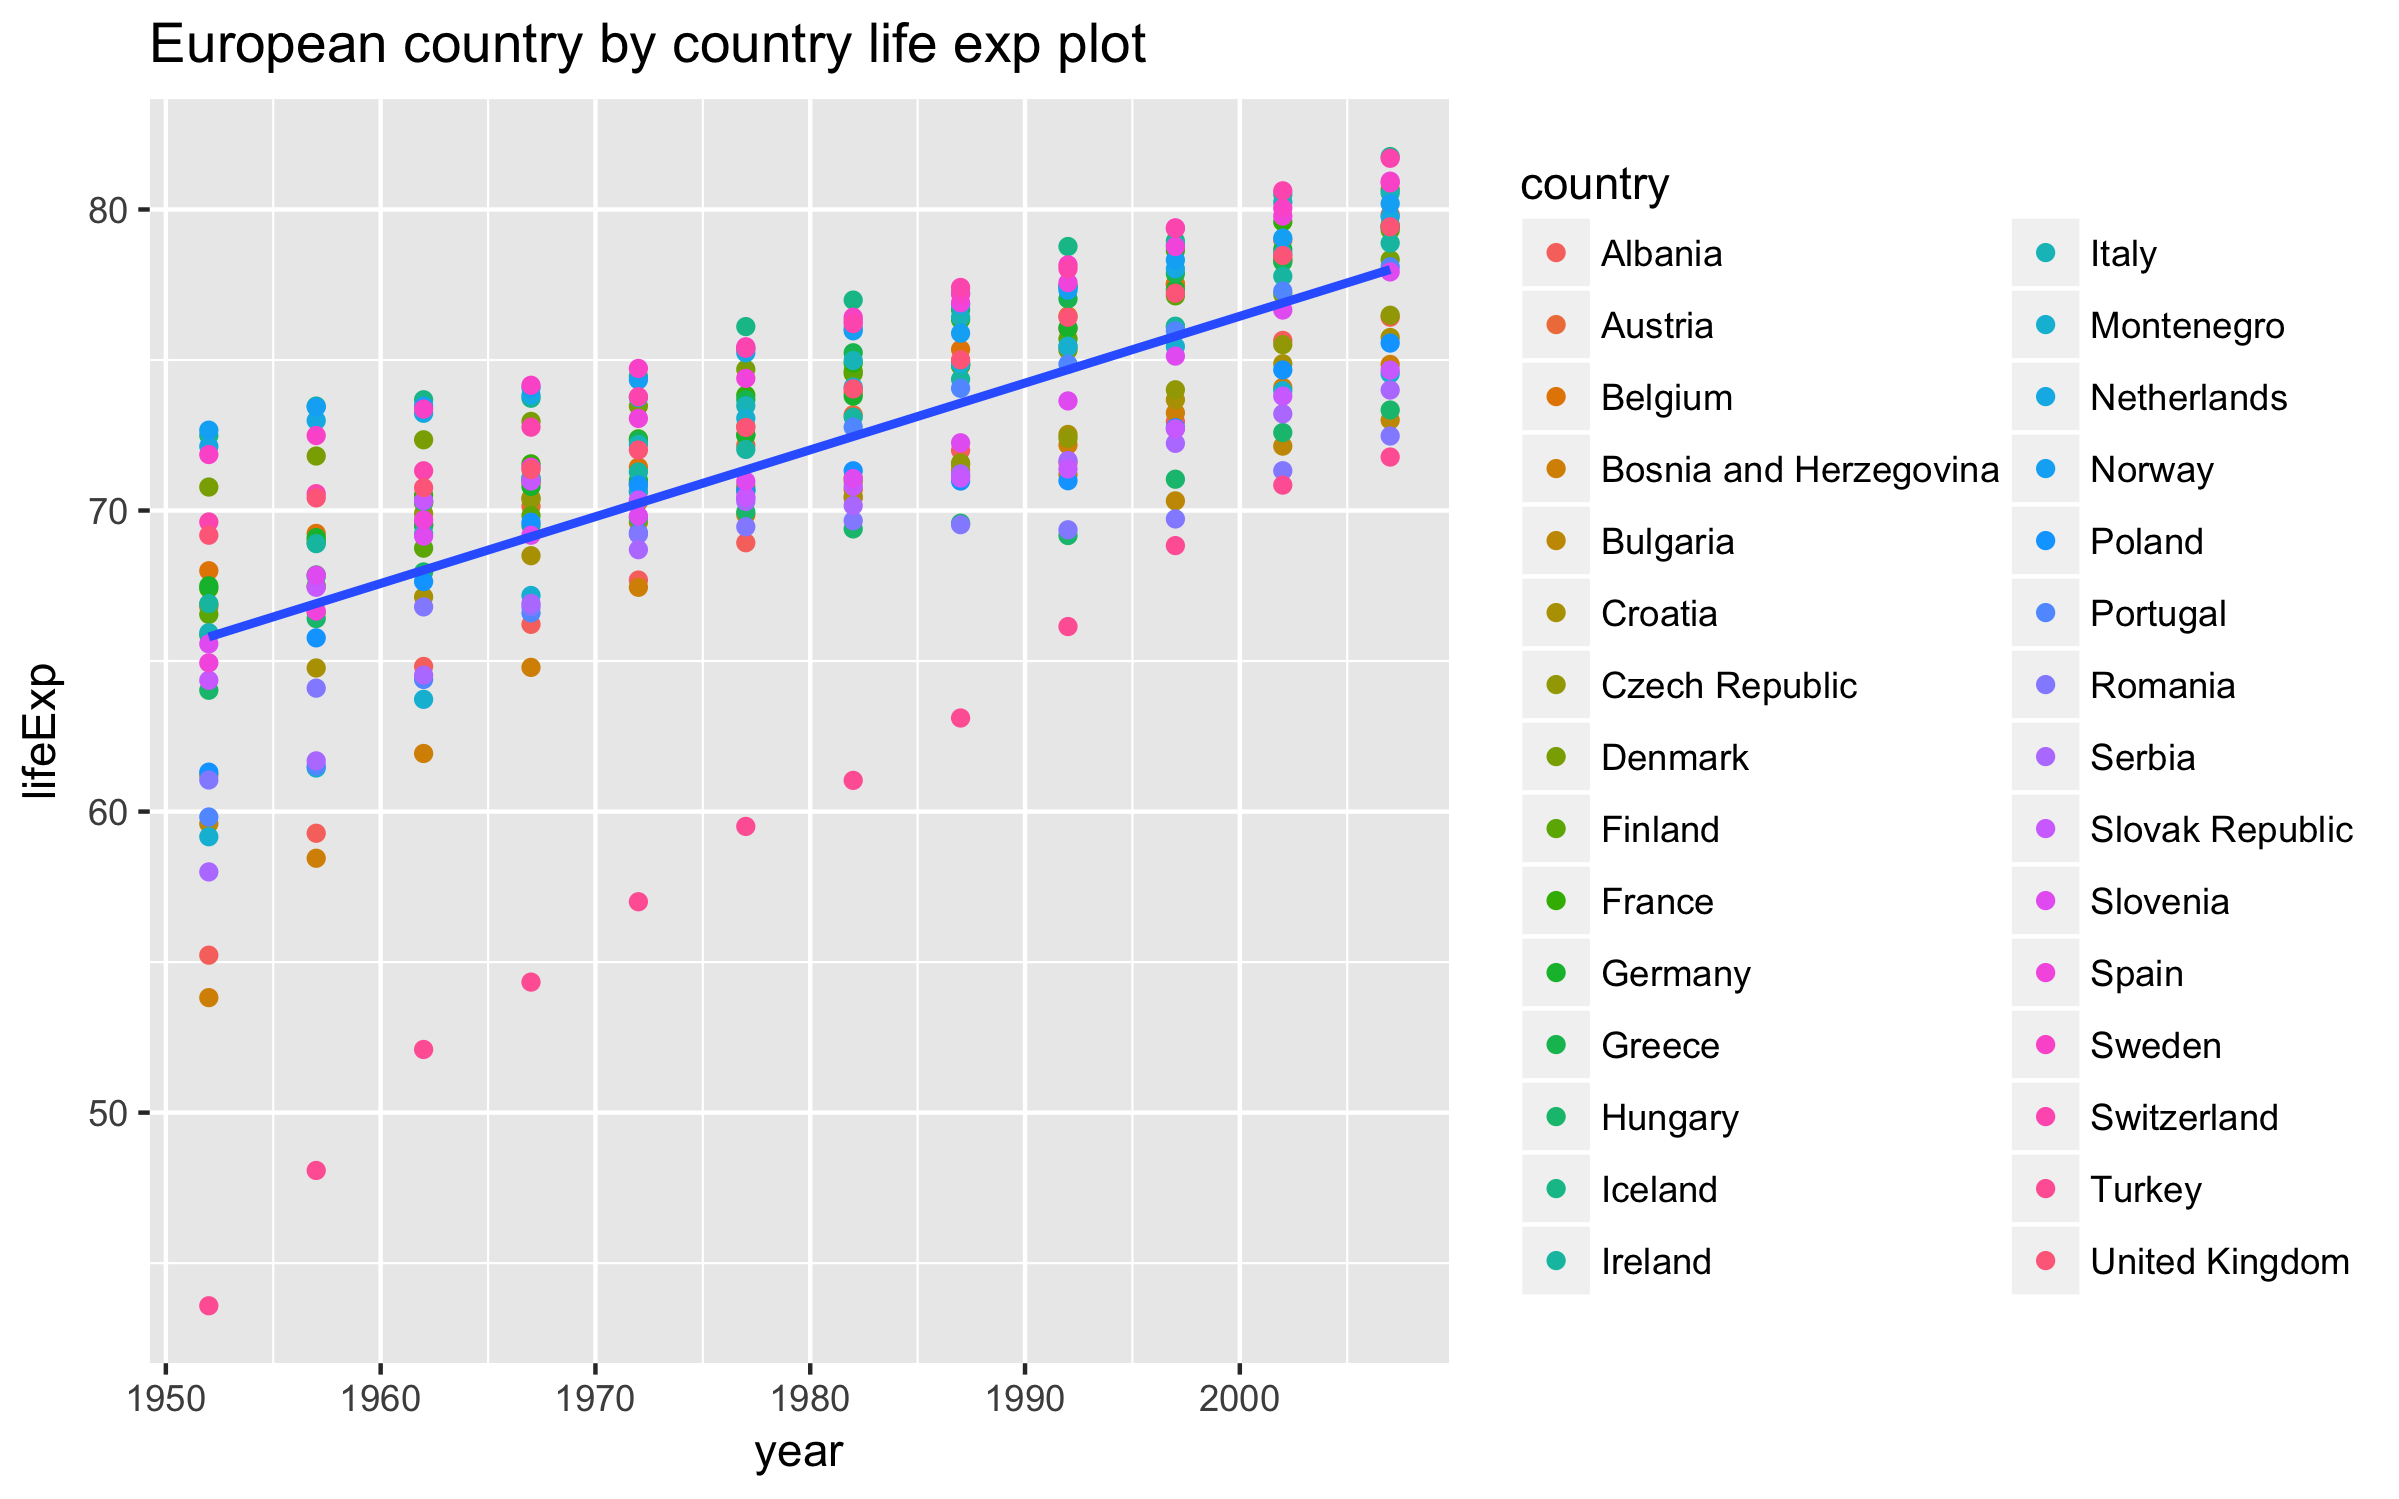 European country by country life exp plot
lifeExp
80
70
60
50
1950
1960
1970
1980
1990
2000
year
country
Albania
Austria
Belgium
Bosnia and Herzegovina
Bulgaria
Croatia
Czech Republic
Denmark
Finland
France
Germany
Greece
Hungary
Iceland
Ireland
Italy
Montenegro
Netherlands
Norway
Poland
Portugal
Romania
Serbia
Slovak Republic
Slovenia
Spain
Sweden
Switzerland
Turkey
United Kingdom